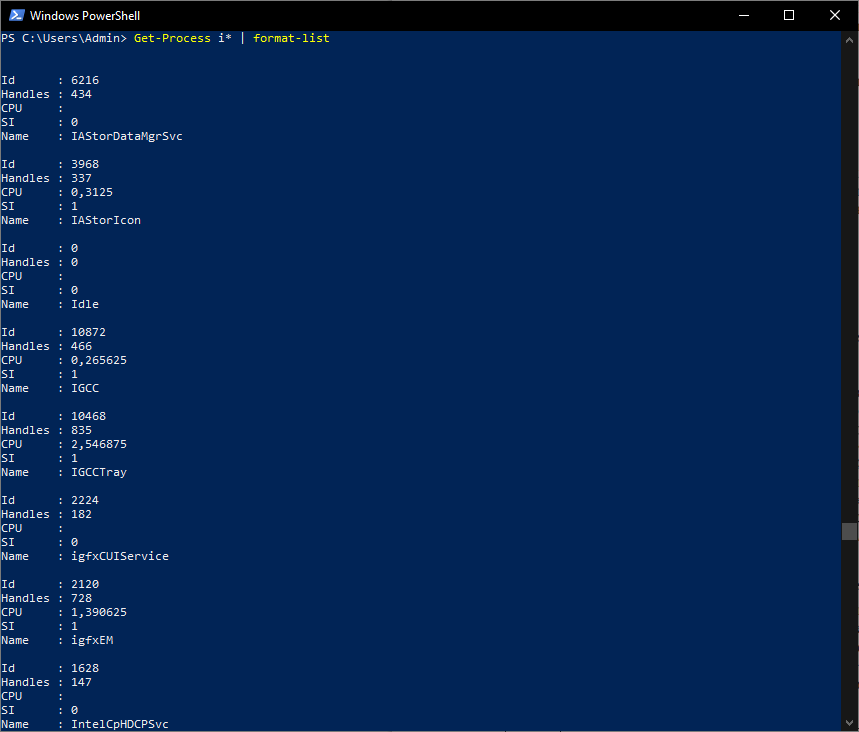 Windows PowerShell
PS C:\Users\Admin> Get-Process i* | format-list
Id      : 6216
Handles : 434
CPU     :
SI      : 0
Name    : IAStorDataMgrSvc
Id      : 3968
Handles : 337
CPU     : 0,3125
SI      : 1
Name    : IAStorIcon
Id      : 0
Handles : 0
CPU     :
SI      : 0
Name    : Idle
Id      : 10872
Handles : 466
CPU     : 0,265625
SI      : 1
Name    : IGCC
Id      : 10468
Handles : 835
CPU     : 2,546875
SI      : 1
Name    : IGCCTray
Id      : 2224
Handles : 182
CPU     :
SI      : 0
Name    : igfxCUIService
Id      : 2120
Handles : 728
CPU     : 1,390625
SI      : 1
Name    : igfxEM
Id      : 1628
Handles : 147
CPU     :
SI      : 0
Name    : IntelCpHDCPSvc